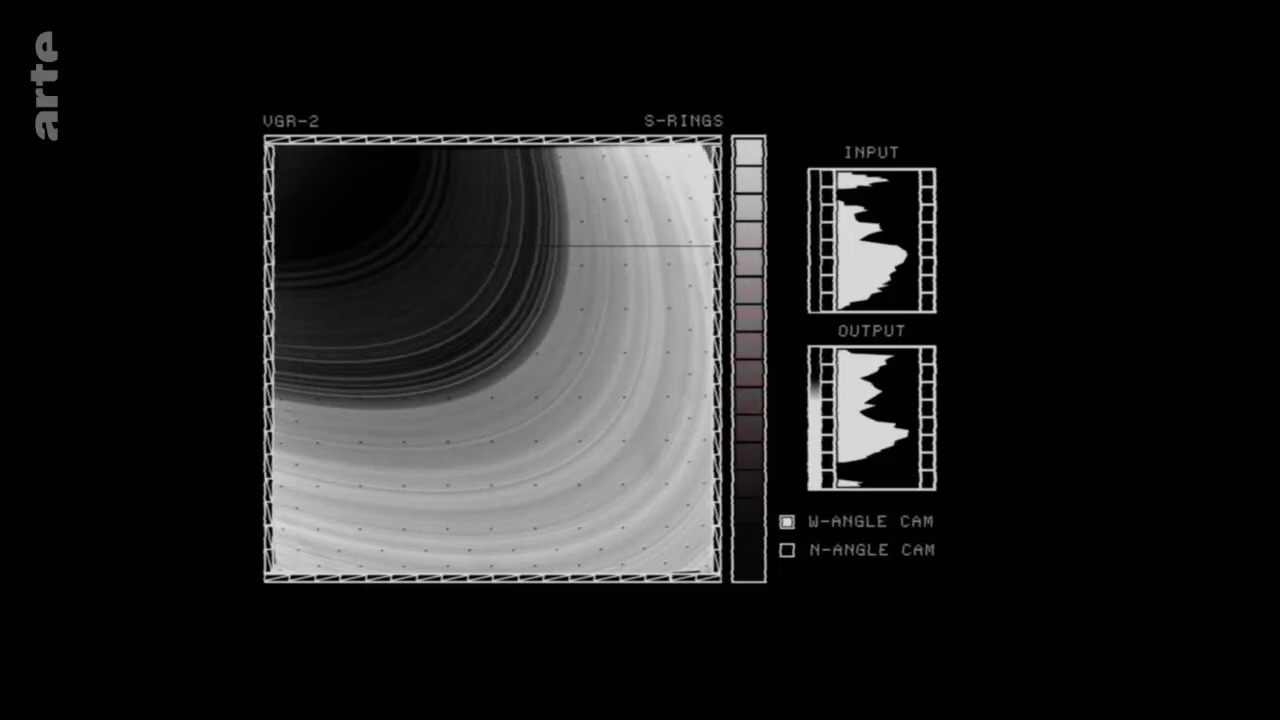 arte
VGR-2
S-RINGS
INPUT
OUTPUT
W-ANGLE CAM
N-ANGLE CAM